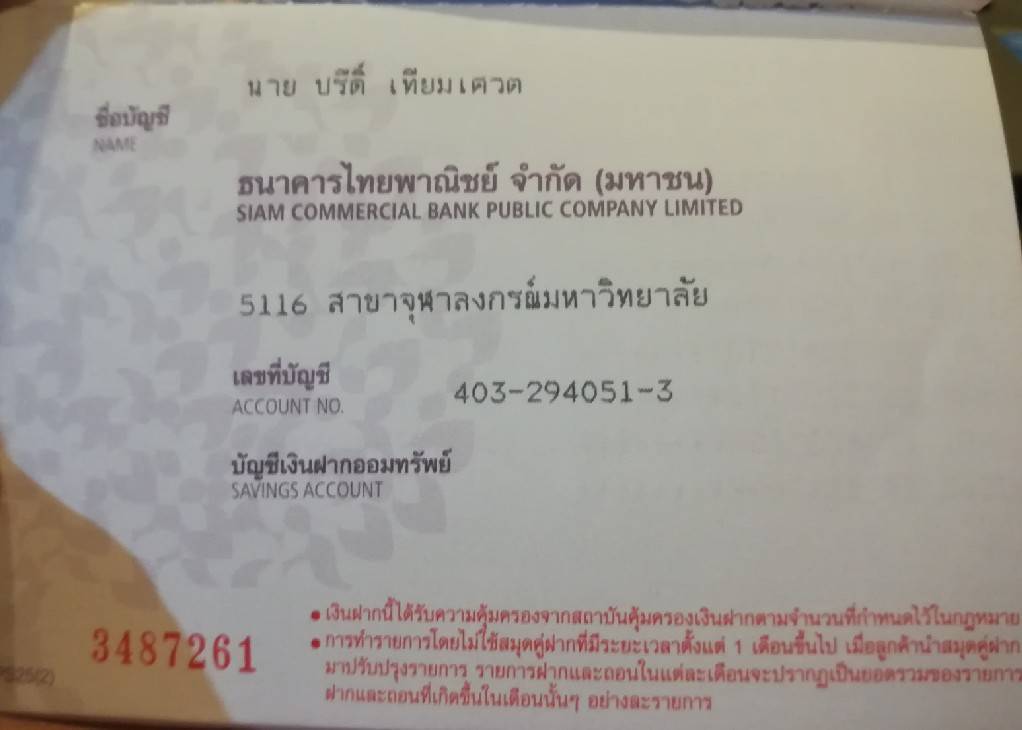 นาย ปรีดิ์ เทียมเศวต
ชื่อบัญชี
NAME
ธนาคารไทยพาณิชย์ จำกัด (มหาชน)
SIAM COMMERCIAL BANK PUBLIC COMPANY LIMITED
5116 สาขาจุฬาลงกรณ์มหาวิทยาลัย
เลขที่บัญชี
ACCOUNT NO.
403-294051-3
บัญชีเงินฝากออมทรัพย์
SAVINGS ACCOUNT
• เงินฝากนี้ได้รับความคุ้มครองจากสถาบันคุ้มครองเงินฝากตามจำนวนที่กำหนดไว้ในกฎหมาย
• การทำรายการโดยไม่ใช้สมุดคู่ฝากที่มีระยะเวลาตั้งแต่ 1 เดือนขึ้นไป เมื่อลูกค้านำสมุดคู่ฝาก
มาปรับปรุงรายการ รายการฝากและถอนในแต่ละเดือนจะปรากฏเป็นยอดรวมของรายการ
ฝากและถอนที่เกิดขึ้นในเดือนนั้นๆ อย่างละรายการ
3487261